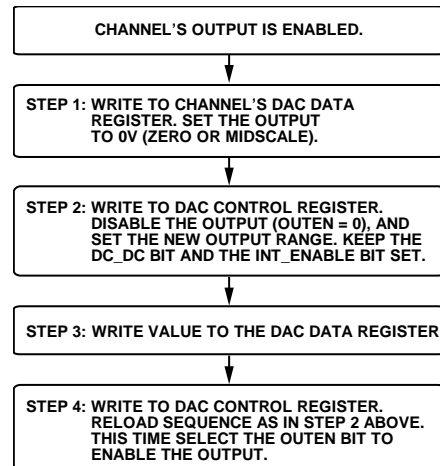 CHANNEL'S OUTPUT IS ENABLED.
STEP 1: WRITE TO CHANNEL'S DAC DATA
REGISTER. SET THE OUTPUT
TO 0V (ZERO OR MIDSCALE).
STEP 2: WRITE TO DAC CONTROL REGISTER.
DISABLE THE OUTPUT (OUTEN = 0), AND
SET THE NEW OUTPUT RANGE. KEEP THE
DC_DC BIT AND THE INT_ENABLE BIT SET.
STEP 3: WRITE VALUE TO THE DAC DATA REGISTER
STEP 4: WRITE TO DAC CONTROL REGISTER.
RELOAD SEQUENCE AS IN STEP 2 ABOVE.
THIS TIME SELECT THE OUTEN BIT TO
ENABLE THE OUTPUT.